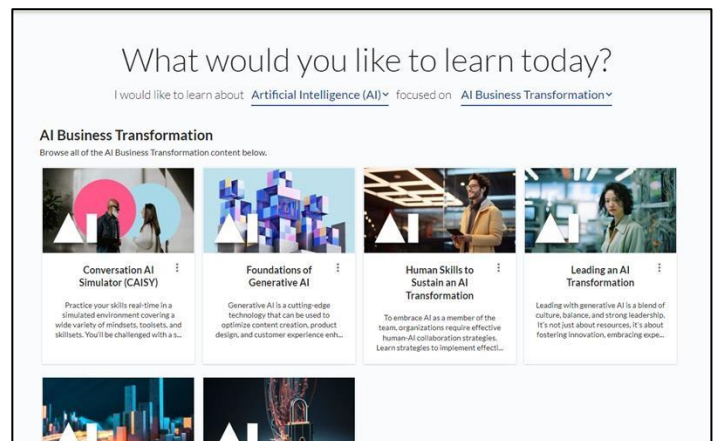 What would you like to learn today?
I would like to learn about Artificial Intelligence (AI) focused on AI Business Transformation
AI Business Transformation
Browse all of the AI Business Transformation content below.
AI
AI
AI
AI
Conversation AI
Simulator (CAISY)
Practice your skills real-time in a
simulated environment covering a
wide variety of mindsets, toolsets, and
skillsets. You'll be challenged with a s...
Foundations of
Generative AI
Generative AI is a cutting-edge
technology that can be used to
optimize content creation, product
design, and customer experience enh...
Human Skills to
Sustain an AI
Transformation
To embrace AI as a member of the
team, organizations require effective
human-AI collaboration strategies.
Learn strategies to implement effecti...
Leading an AI
Transformation
Leading with generative AI is a blend of
culture, balance, and strong leadership.
It's not just about resources, it's about
fostering innovation, embracing expe...
AI
AI